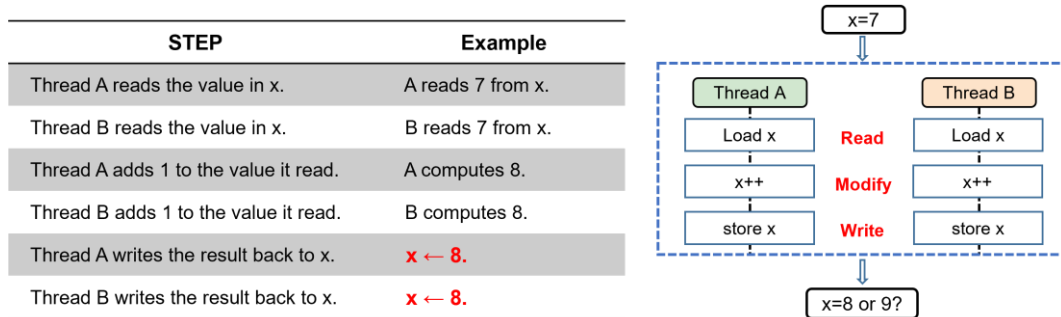 STEP Example
Thread A reads the value in x. A reads 7 from x.
Thread B reads the value in x. B reads 7 from x.
Thread A adds 1 to the value it read. A computes 8.
Thread B adds 1 to the value it read. B computes 8.
Thread A writes the result back to x. x ← 8.
Thread B writes the result back to x. x ← 8.
x=7
Thread A Thread B
Load x Read Load x
x++ Modify x++
store x Write store x
x=8 or 9?